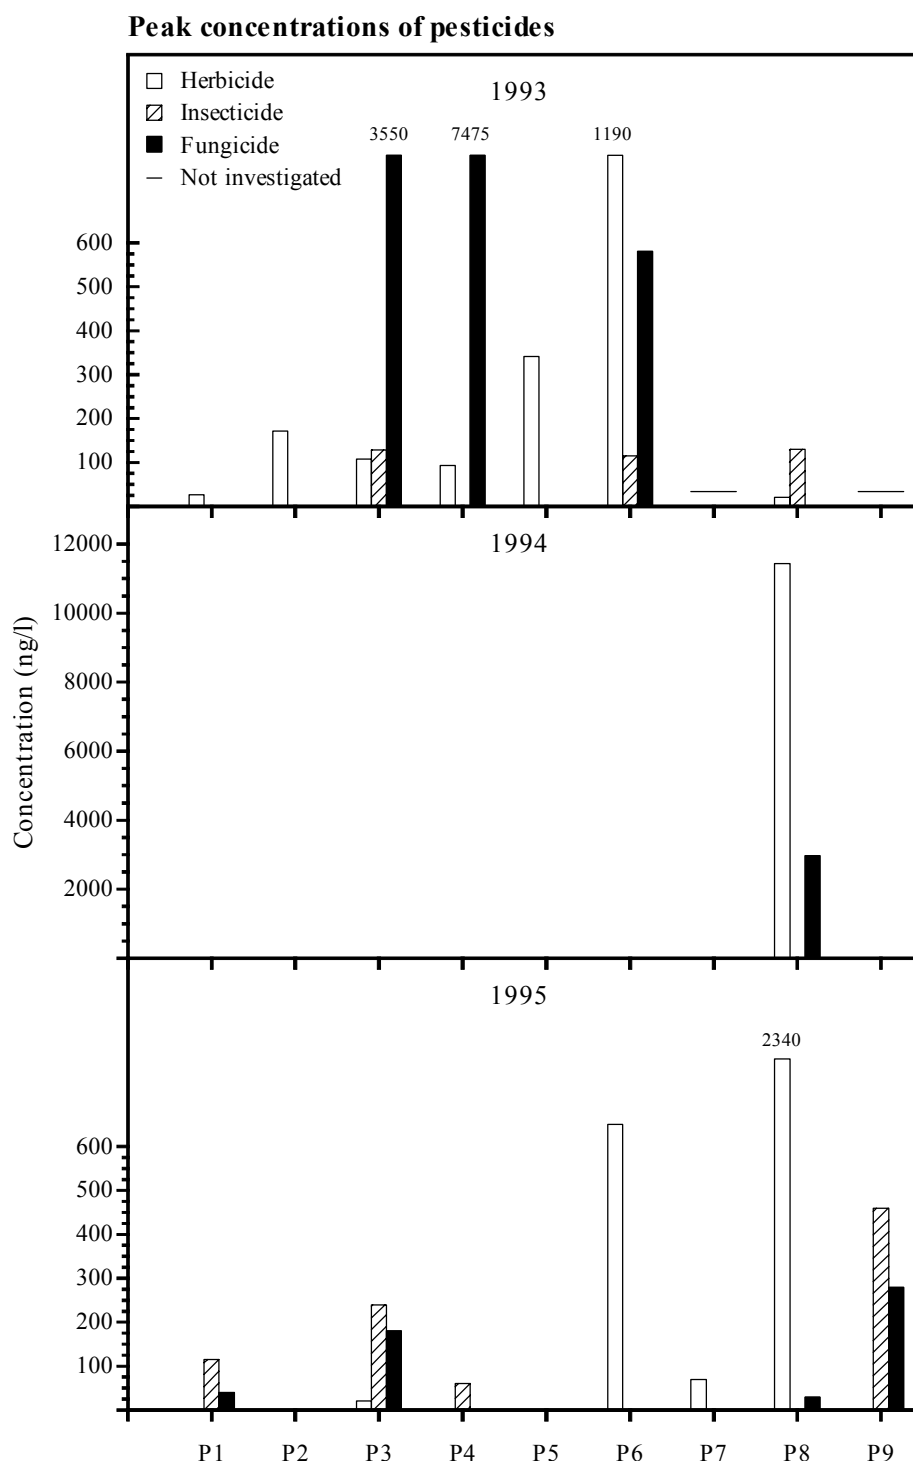 Peak concentrations of pesticides
Herbicide
Insecticide
Fungicide
Not investigated
1993
3550 7475 1190
600
500
400
300
200
100
1994
12000
10000
8000
6000
4000
2000
Concentration (ng/l)
1995
2340
600
500
400
300
200
100
P1 P2 P3 P4 P5 P6 P7 P8 P9